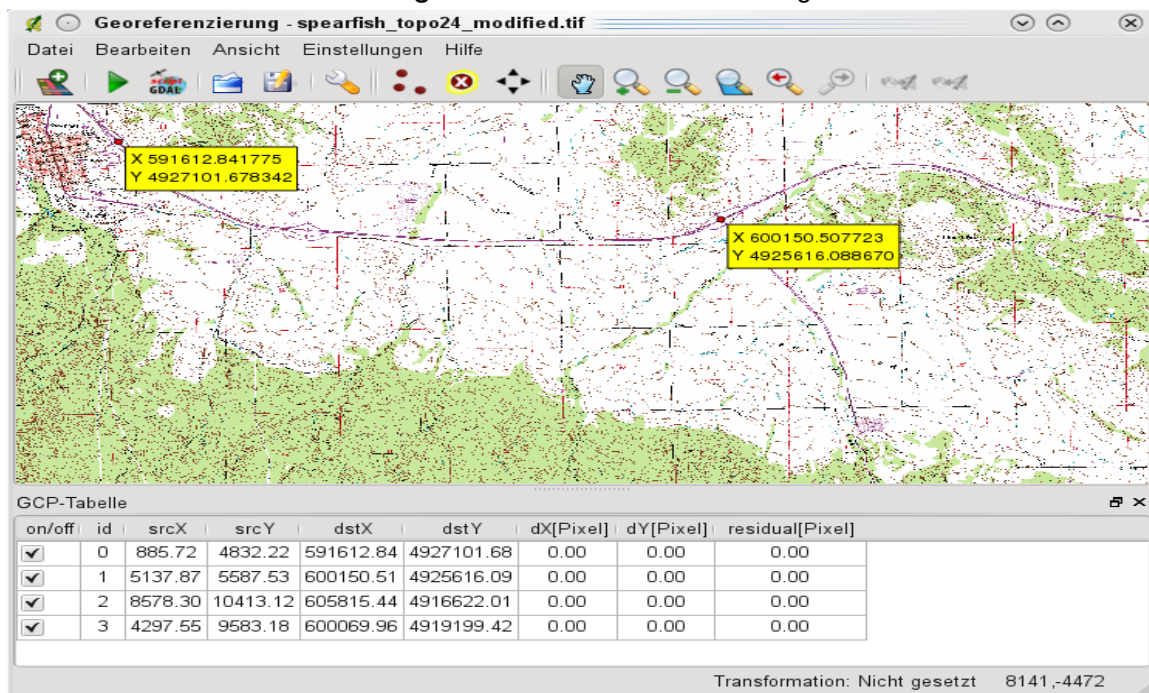 Georeferenzierung - spearfish_topo24_modified.tif
Datei Bearbeiten Ansicht Einstellungen Hilfe
script
GDAL
X 591612.841775
Y 4927101.678342
X 600150.507723
Y 4925616.088670
GCP-Tabelle
on/off id srcX srcY dstX dstY dX[Pixel] dY[Pixel] residual[Pixel]
0 885.72 4832.22 591612.84 4927101.68 0.00 0.00 0.00
1 5137.87 5587.53 600150.51 4925616.09 0.00 0.00 0.00
2 8578.30 10413.12 605815.44 4916622.01 0.00 0.00 0.00
3 4297.55 9583.18 600069.96 4919199.42 0.00 0.00 0.00
Transformation: Nicht gesetzt 8141,-4472